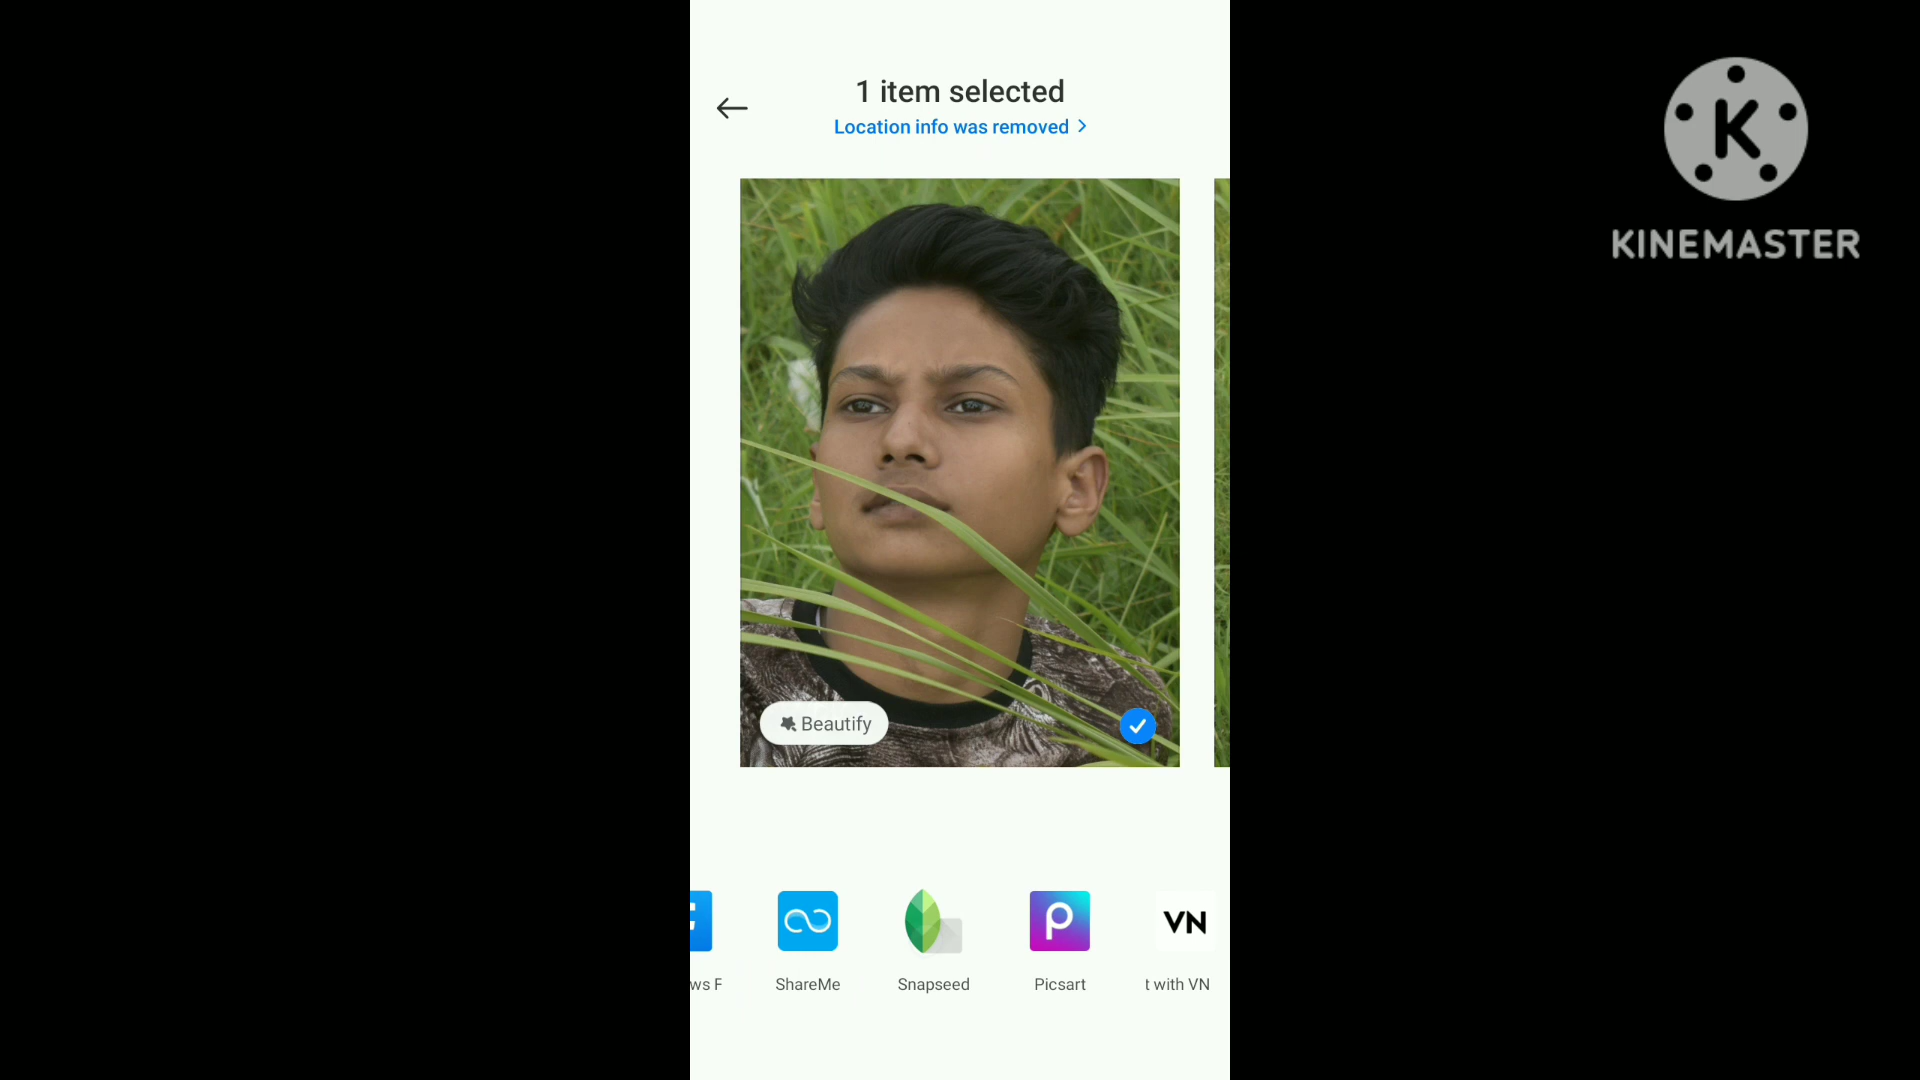 1 item selected
Location info was removed
K
KINEMASTER
Beautify
VN
ws F
ShareMe
Snapseed
Picsart
t with VN